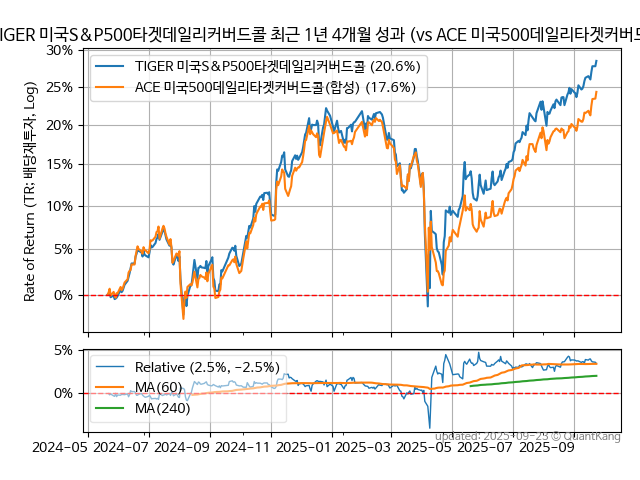 TIGER 미국S&P500타겟데일리커버드콜 최근 1년 4개월 성과 (vs ACE 미국500데일리타겟커버드
30%
25%
20%
15%
10%
5%
0%
Rate of Return (TR: 배당재투자, Log)
TIGER 미국S&P500타겟데일리커버드콜 (20.6%)
ACE 미국500데일리타겟커버드콜(합성) (17.6%)
5%
0%
Relative (2.5%, −2.5%)
MA(60)
MA(240)
2024-05 2024-07 2024-09 2024-11 2025-01 2025-03 2025-05 2025-07 2025-09
updated: 2025-09-23 © QuantKang